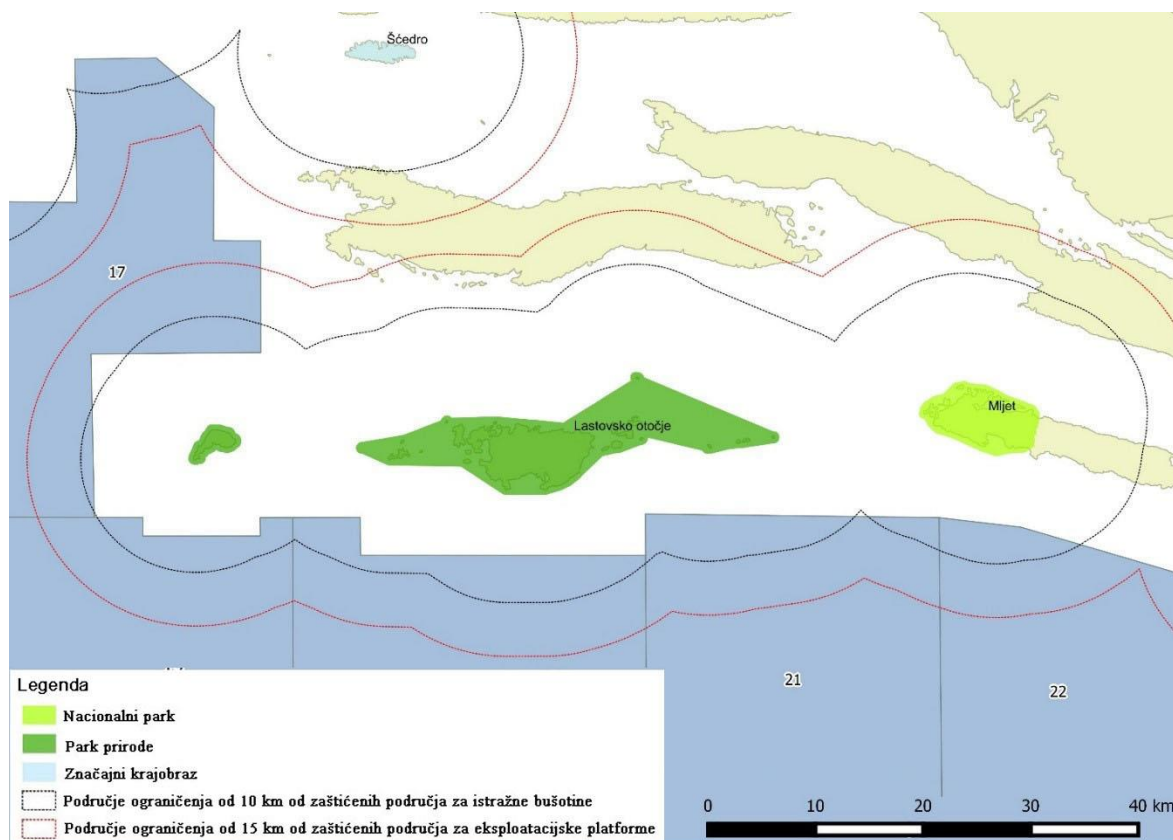 Šćedro
17
Mljet
Lastovsko otočje
21
22
Legenda
Nacionalni park
Park prirode
Značajni krajobraz
Područje ograničenja od 10 km od zaštićenih područja za istražne bušotine
Područje ograničenja od 15 km od zaštićenih područja za eksploatacijske platforme
0 10 20 30 40 km